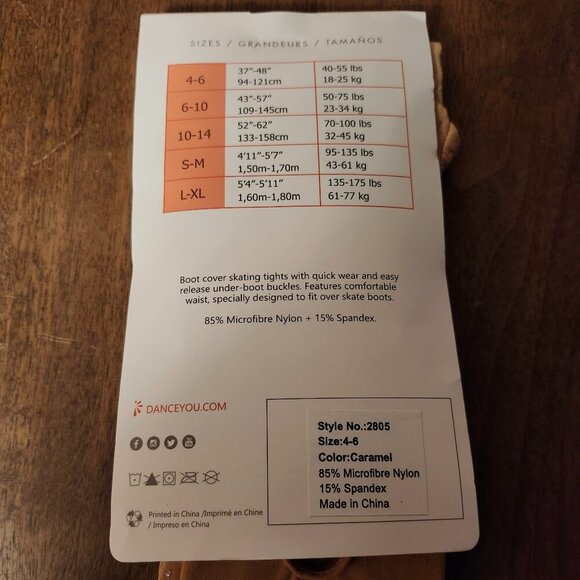 SIZES / GRANDEURS / TAMAÑOS
4-6 37"-48" 40-55 lbs
94-121cm 18-25 kg
6-10 43"-57" 50-75 lbs
109-145cm 23-34 kg
10-14 52"-62" 70-100 lbs
133-158cm 32-45 kg
S-M 4'11"-5'7" 95-135 lbs
1,50m-1,70m 43-61 kg
L-XL 5'4"-5'11" 135-175 lbs
1,60m-1,80m 61-77 kg
Boot cover skating tights with quick wear and easy
release under-boot buckles. Features comfortable
waist, specially designed to fit over skate boots.
85% Microfibre Nylon + 15% Spandex.
DANCEYOU.COM
Printed in China /Imprimé en Chine
/ Impreso en China
Style No.:2805
Size:4-6
Color:Caramel
85% Microfibre Nylon
15% Spandex
Made in China